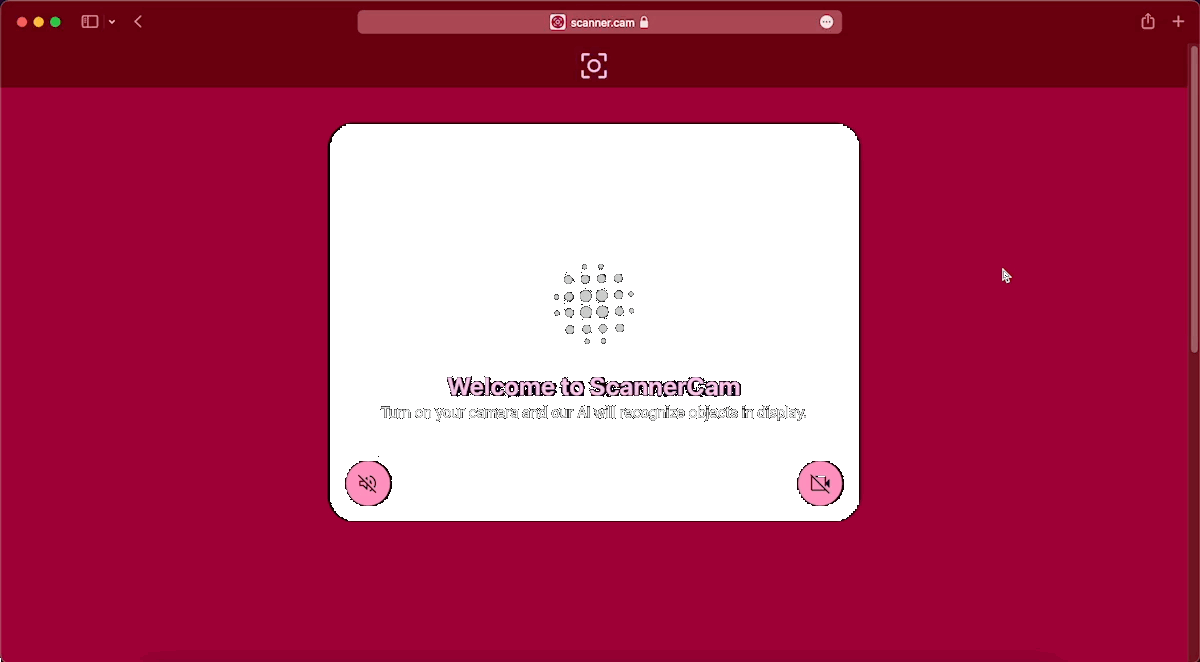 scanner.cam
Welcome to ScannerCam
Turn on your camera and our AI will recognize objects in display.